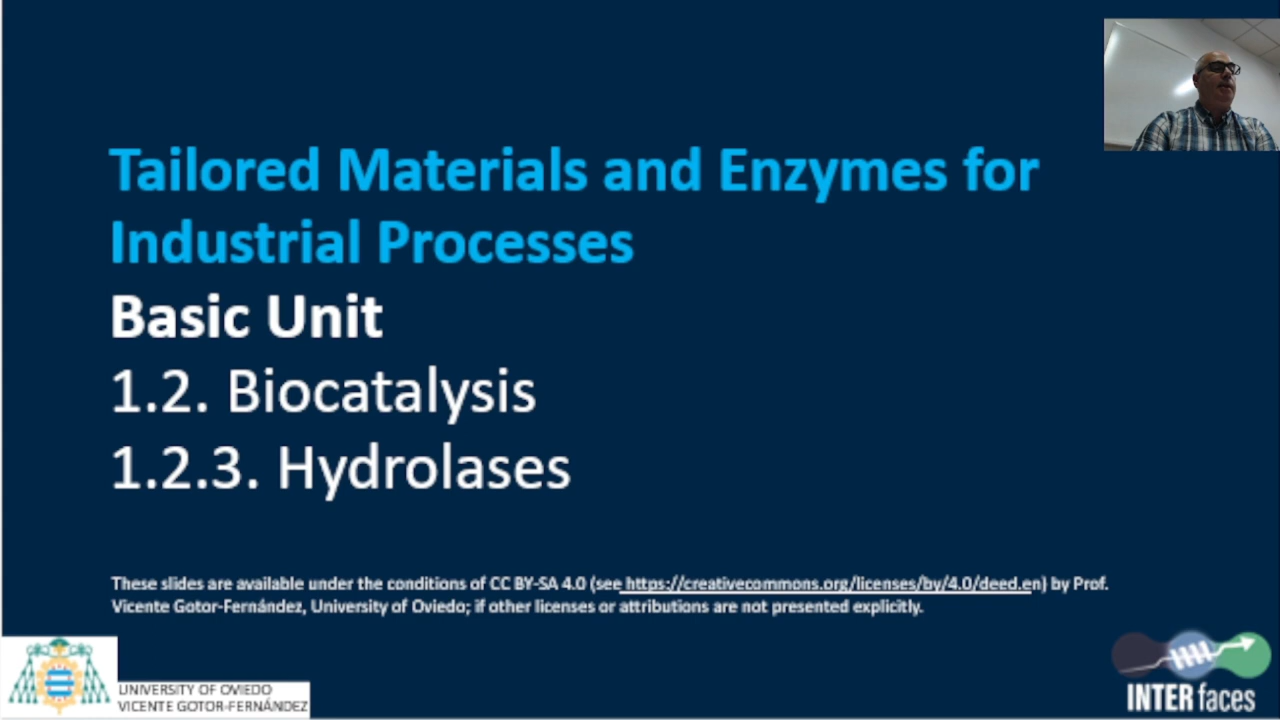 Tailored Materials and Enzymes for
Industrial Processes
Basic Unit
1.2. Biocatalysis
1.2.3. Hydrolases
These slides are available under the conditions of CC BY-SA 4.0 (see https://creativecommons.org/licenses/by/4.0/deed.en) by Prof.
Vicente Gotor-Fernández, University of Oviedo; if other licenses or attributions are not presented explicitly.
UNIVERSITY OF OVIEDO
VICENTE GOTOR-FERNÁNDEZ
INTERfaces